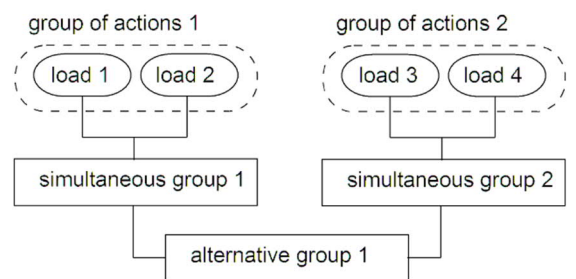 group of actions 1
group of actions 2
load 1
load 2
load 3
load 4
simultaneous group 1
simultaneous group 2
alternative group 1